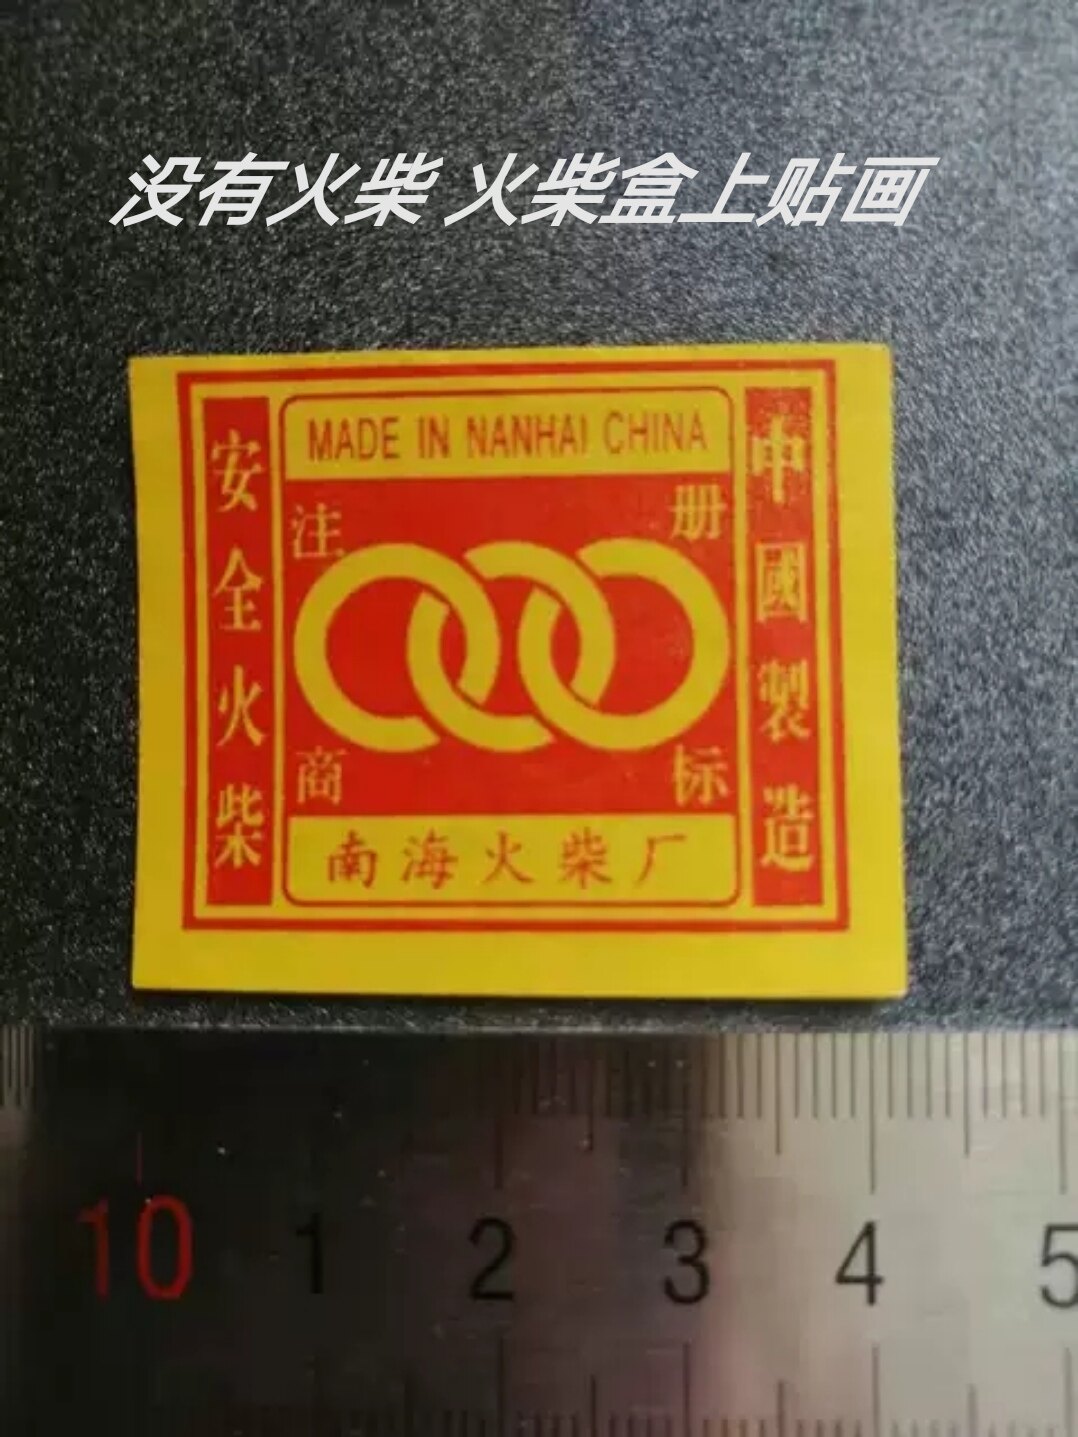 没有火柴 火柴盒上贴画
MADE IN NANHAI CHINA
安全火柴
注册
商标
中國製造
南海火柴厂
10 1 2 3 4 5